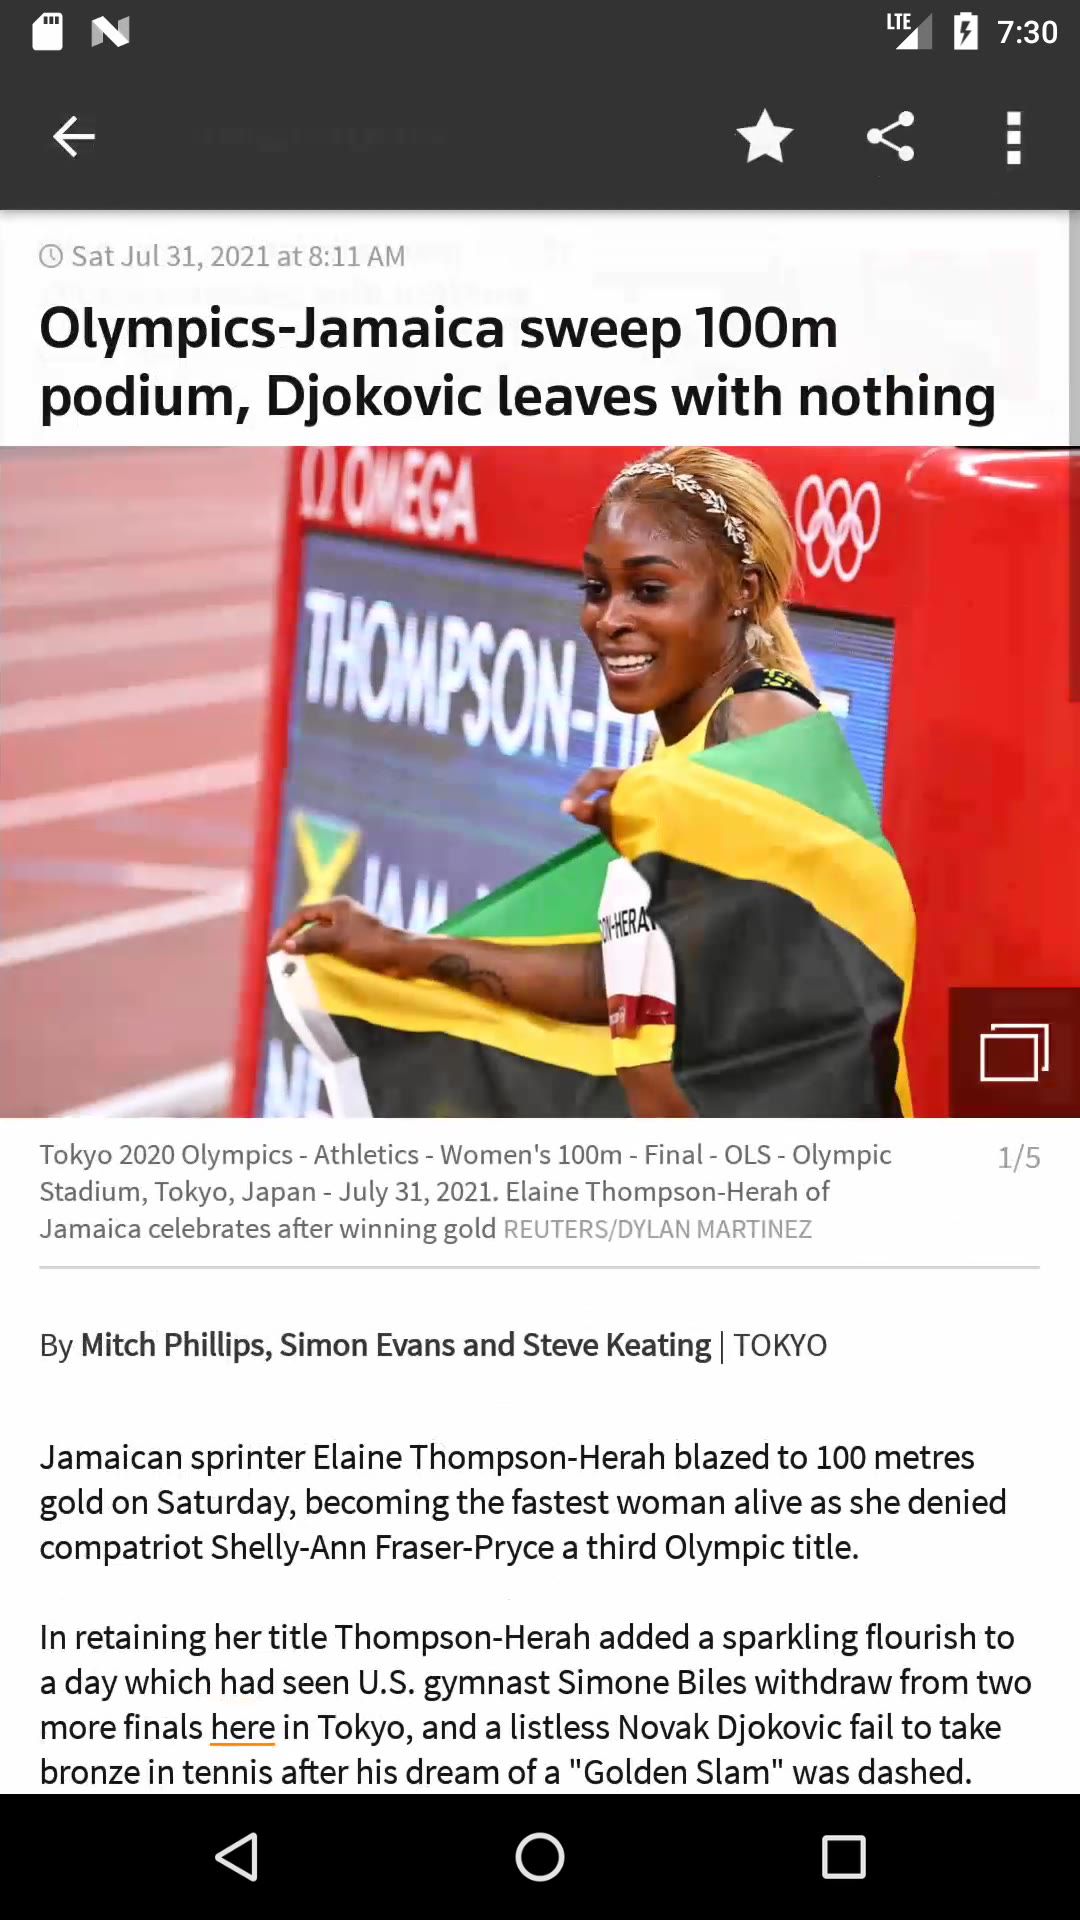 LTE 7:30
Sat Jul 31, 2021 at 8:11 AM
Olympics-Jamaica sweep 100m
podium, Djokovic leaves with nothing
Ω OMEGA
THOMPSON-HE
JAM
ON-HERA
NE
Tokyo 2020 Olympics - Athletics - Women's 100m - Final - OLS - Olympic
Stadium, Tokyo, Japan - July 31, 2021. Elaine Thompson-Herah of
Jamaica celebrates after winning gold REUTERS/DYLAN MARTINEZ
1/5
By Mitch Phillips, Simon Evans and Steve Keating | TOKYO
Jamaican sprinter Elaine Thompson-Herah blazed to 100 metres
gold on Saturday, becoming the fastest woman alive as she denied
compatriot Shelly-Ann Fraser-Pryce a third Olympic title.
In retaining her title Thompson-Herah added a sparkling flourish to
a day which had seen U.S. gymnast Simone Biles withdraw from two
more finals here in Tokyo, and a listless Novak Djokovic fail to take
bronze in tennis after his dream of a "Golden Slam" was dashed.